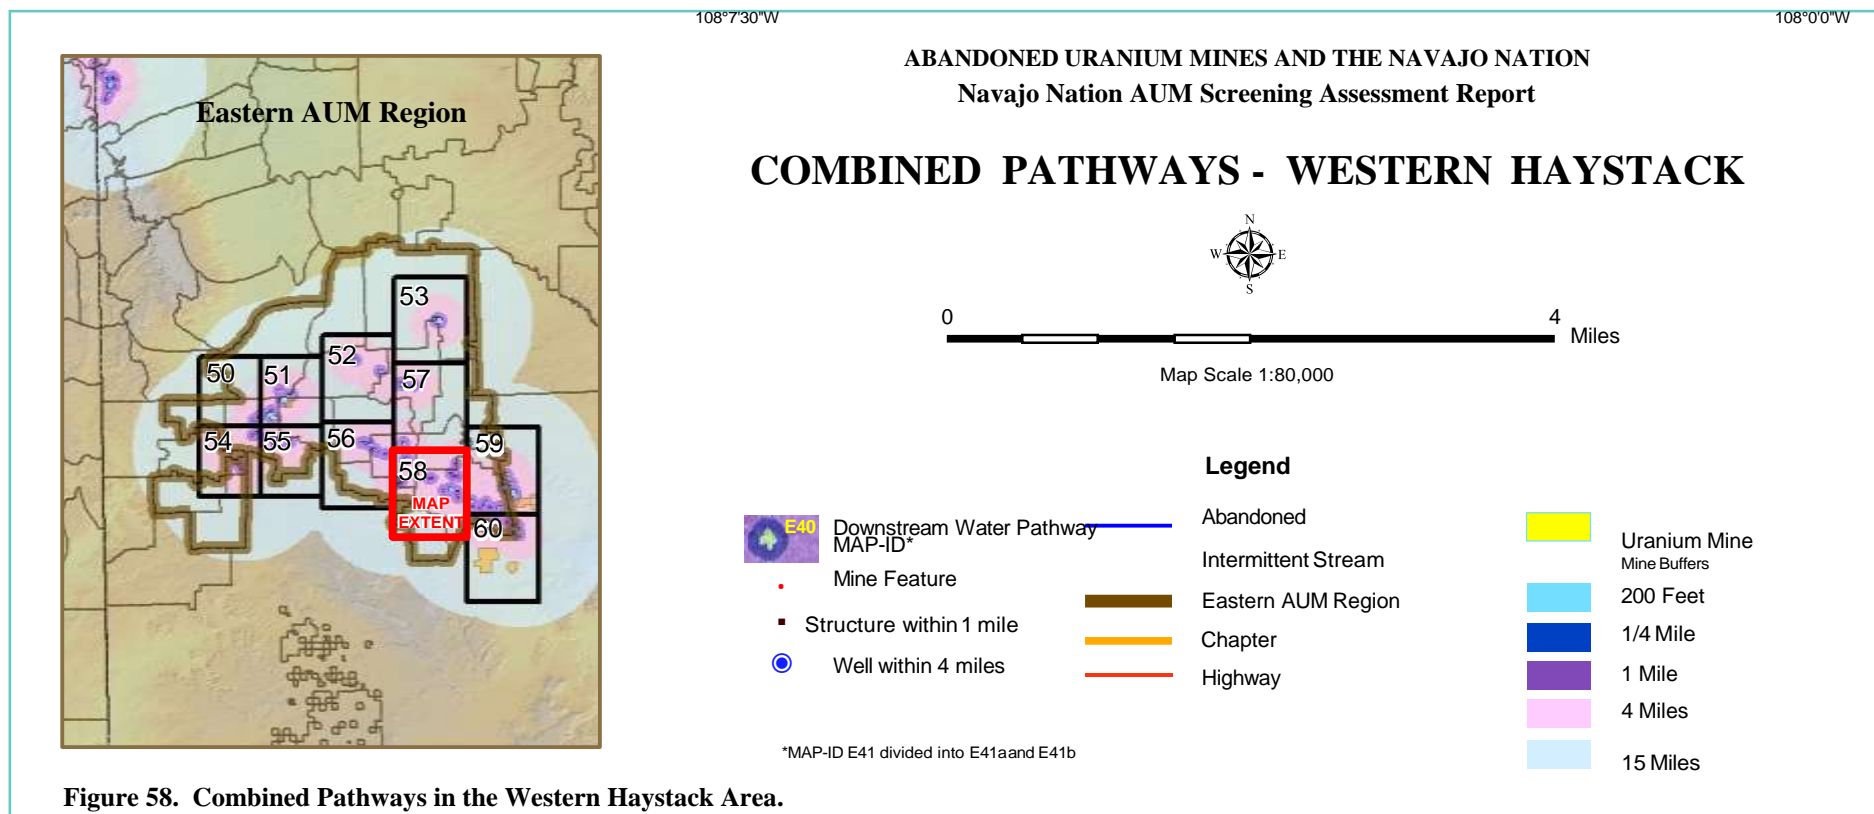 108°7'30"W
108°0'0"W
Eastern AUM Region
53
52
50
51
57
54
55
56
59
58
MAP
EXTENT
60
ABANDONED URANIUM MINES AND THE NAVAJO NATION
Navajo Nation AUM Screening Assessment Report
COMBINED PATHWAYS - WESTERN HAYSTACK
N
W E
S
0 4
Miles
Map Scale 1:80,000
Legend
E40
Downstream Water Pathway
MAP-ID*
Mine Feature
Structure within 1 mile
Well within 4 miles
Abandoned
Intermittent Stream
Eastern AUM Region
Chapter
Highway
Uranium Mine
Mine Buffers
200 Feet
1/4 Mile
1 Mile
4 Miles
15 Miles
*MAP-ID E41 divided into E41a and E41b
Figure 58. Combined Pathways in the Western Haystack Area.